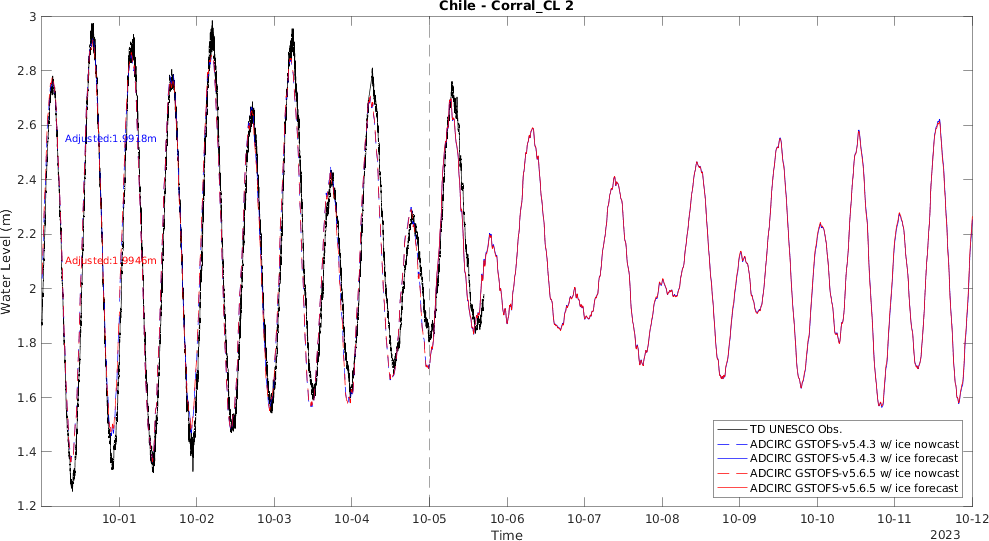 Chile - Corral_CL 2
3
2.8
2.6
2.4
2.2
2
1.8
1.6
1.4
1.2
Water Level (m)
Adjusted:1.9918m
Adjusted:1.9946m
TD UNESCO Obs.
ADCIRC GSTOFS-v5.4.3 w/ ice nowcast
ADCIRC GSTOFS-v5.4.3 w/ ice forecast
ADCIRC GSTOFS-v5.6.5 w/ ice nowcast
ADCIRC GSTOFS-v5.6.5 w/ ice forecast
10-01 10-02 10-03 10-04 10-05 10-06 10-07 10-08 10-09 10-10 10-11 10-12
Time
2023